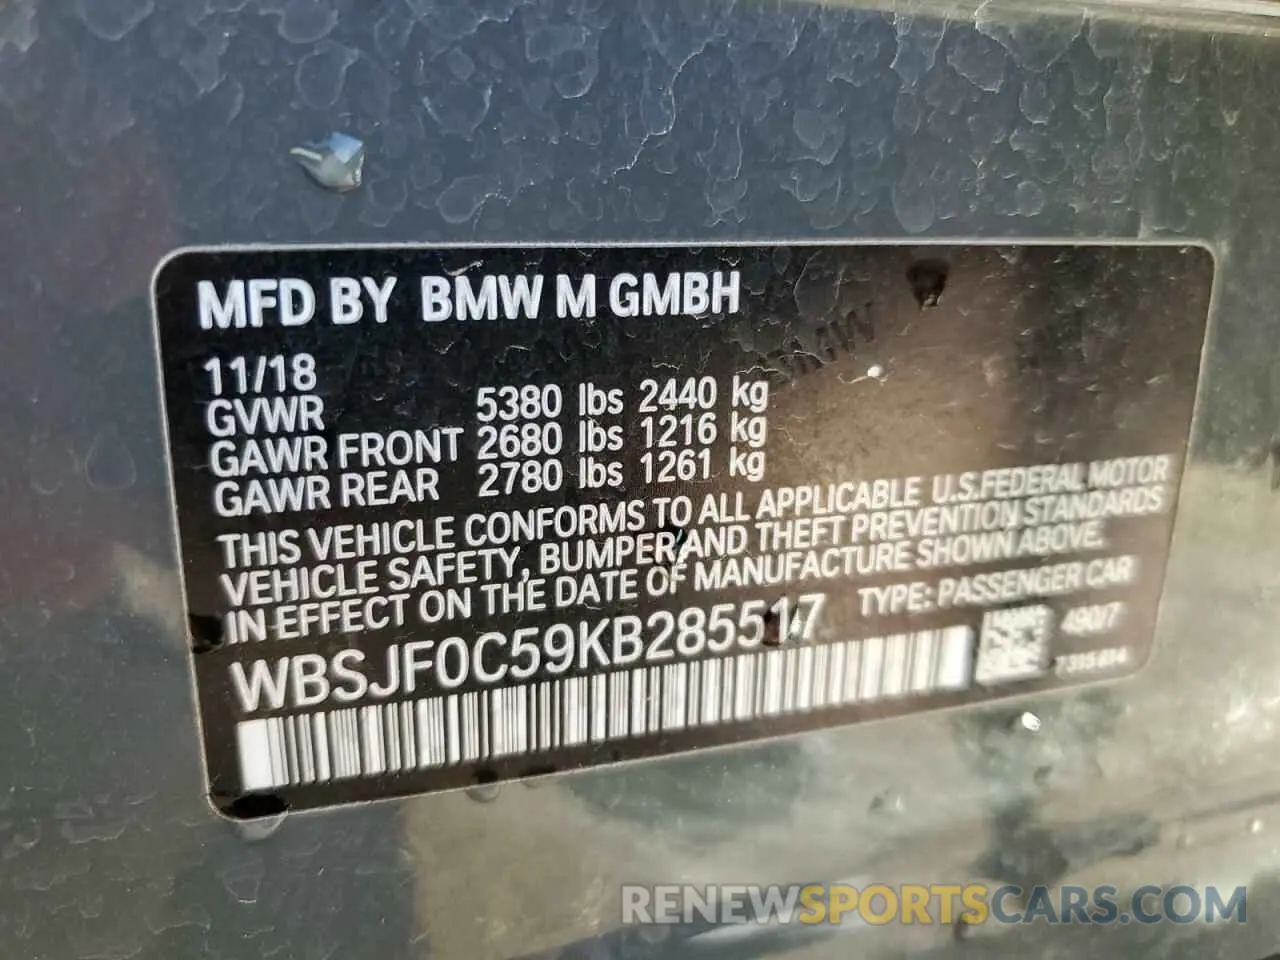 MFD BY BMW M GMBH
11/18
GVWR 5380 lbs 2440 kg
GAWR FRONT 2680 lbs 1216 kg
GAWR REAR 2780 lbs 1261 kg
THIS VEHICLE CONFORMS TO ALL APPLICABLE U.S.FEDERAL MOTOR
VEHICLE SAFETY, BUMPER AND THEFT PREVENTION STANDARDS
IN EFFECT ON THE DATE OF MANUFACTURE SHOWN ABOVE.
WBSJF0C59KB285517 TYPE: PASSENGER CAR
490/7
RENEWSPORTSCARS.COM